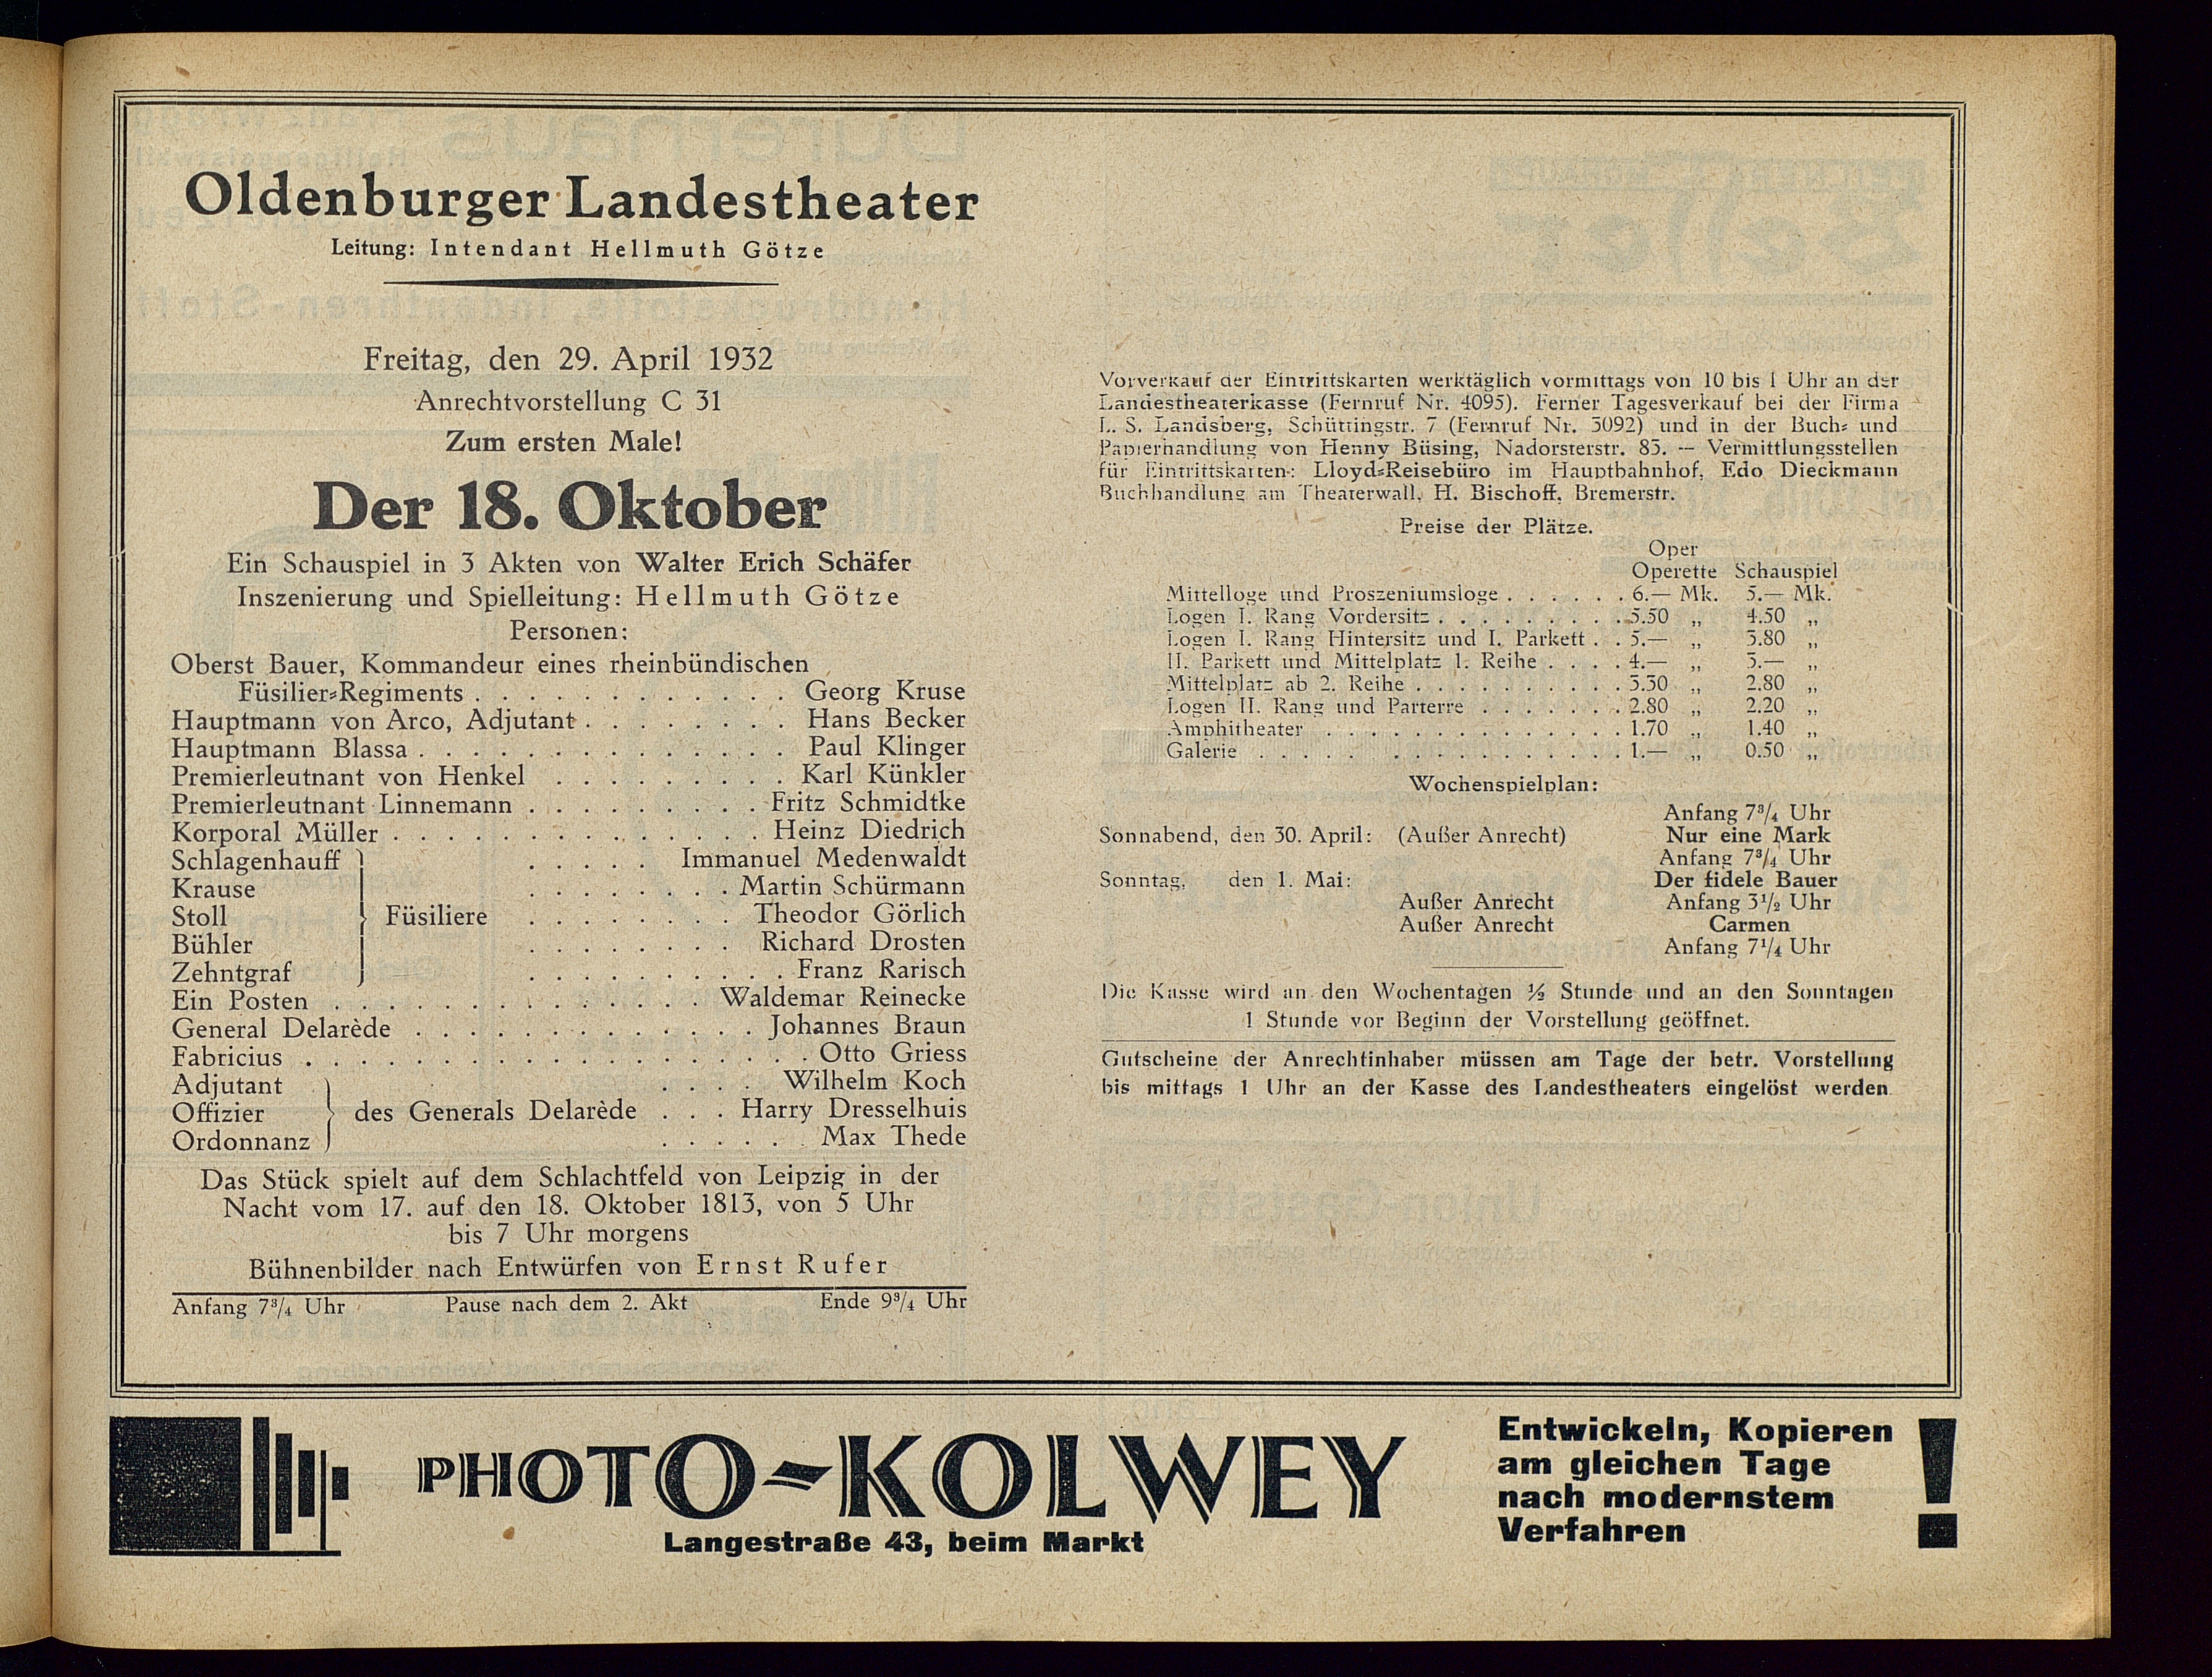 Oldenburger Landestheater
Leitung: Intendant Hellmuth Götze
Freitag, den 29. April 1932
Anrechtvorstellung C 31
Zum ersten Male!
Der 18. Oktober
Ein Schauspiel in 3 Akten von Walter Erich Schäfer
Inszenierung und Spielleitung: Hellmuth Götze
Personen:
Oberst Bauer, Kommandeur eines rheinbündischen
Füsilier-Regiments . . . . . . . . . . . . Georg Kruse
Hauptmann von Arco, Adjutant . . . . . . . . Hans Becker
Hauptmann Blassa . . . . . . . . . . . . . . Paul Klinger
Premierleutnant von Henkel . . . . . . . . . Karl Künkler
Premierleutnant Linnemann . . . . . . . . . Fritz Schmidtke
Korporal Müller . . . . . . . . . . . . . . Heinz Diedrich
Schlagenhauff . . . . . Immanuel Medenwaldt
Krause . . . . . . . . Martin Schürmann
Stoll } Füsiliere . . . . . . . . Theodor Görlich
Bühler . . . . . . . . Richard Drosten
Zehntgraf . . . . . . . . . . Franz Rarisch
Ein Posten . . . . . . . . . . . . . . Waldemar Reinecke
General Delarède . . . . . . . . . . . . . Johannes Braun
Fabricius . . . . . . . . . . . . . . . . . . . Otto Griess
Adjutant . . . . Wilhelm Koch
Offizier } des Generals Delarède . . . Harry Dresselhuis
Ordonnanz . . . . . . Max Thede
Das Stück spielt auf dem Schlachtfeld von Leipzig in der
Nacht vom 17. auf den 18. Oktober 1813, von 5 Uhr
bis 7 Uhr morgens
Bühnenbilder nach Entwürfen von Ernst Rufer
Anfang 7¾ Uhr Pause nach dem 2. Akt Ende 9¾ Uhr
Vorverkauf der Eintrittskarten werktäglich vormittags von 10 bis 1 Uhr an der
Landestheaterkasse (Fernruf Nr. 4095). Ferner Tagesverkauf bei der Firma
L. S. Landsberg, Schüttingstr. 7 (Fernruf Nr. 3092) und in der Buch- und
Papierhandlung von Henny Büsing, Nadorsterstr. 85. — Vermittlungsstellen
für Eintrittskarten: Lloyd-Reisebüro im Hauptbahnhof, Edo Dieckmann
Buchhandlung am Theaterwall, H. Bischoff, Bremerstr.
Preise der Plätze.
Oper
Operette Schauspiel
Mittelloge und Proszeniumsloge . . . . . . 6.— Mk. 5.— Mk.
Logen I. Rang Vordersitz . . . . . . . . . 5.50 „ 4.50 „
Logen I. Rang Hintersitz und I. Parkett . . 5.— „ 3.80 „
II. Parkett und Mittelplatz 1. Reihe . . . . 4.— „ 3.— „
Mittelplatz ab 2. Reihe . . . . . . . . . . 3.30 „ 2.80 „
Logen II. Rang und Parterre . . . . . . . 2.80 „ 2.20 „
Amphitheater . . . . . . . . . . . . . . 1.70 „ 1.40 „
Galerie . . . . . . . . . . . . . . . 1.— „ 0.50 „
Wochenspielplan:
Anfang 7¾ Uhr
Sonnabend, den 30. April: (Außer Anrecht) Nur eine Mark
Anfang 7¾ Uhr
Sonntag, den 1. Mai: Der fidele Bauer
Außer Anrecht Anfang 3½ Uhr
Außer Anrecht Carmen
Anfang 7¼ Uhr
Die Kasse wird an den Wochentagen ½ Stunde und an den Sonntagen
1 Stunde vor Beginn der Vorstellung geöffnet.
Gutscheine der Anrechtinhaber müssen am Tage der betr. Vorstellung
bis mittags 1 Uhr an der Kasse des Landestheaters eingelöst werden.
PHOTO-KOLWEY
Langestraße 43, beim Markt
Entwickeln, Kopieren
am gleichen Tage
nach modernstem
Verfahren
!